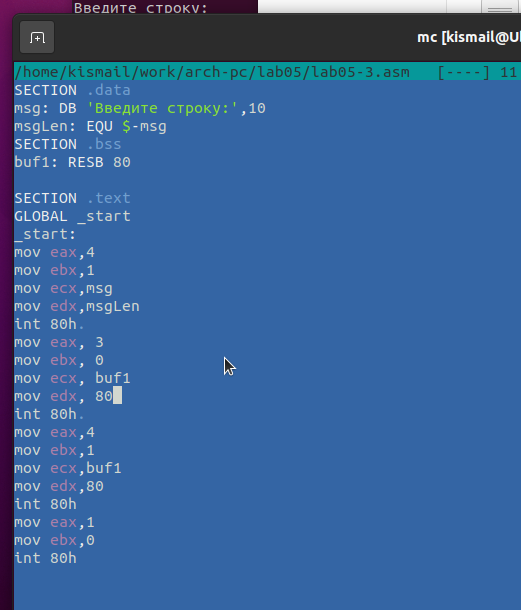 Введите строку:
mc [kismail@Ul
/home/kismail/work/arch-pc/lab05/lab05-3.asm [----] 11
SECTION .data
msg: DB 'Введите строку:',10
msgLen: EQU $-msg
SECTION .bss
buf1: RESB 80
SECTION .text
GLOBAL _start
_start:
mov eax,4
mov ebx,1
mov ecx,msg
mov edx,msgLen
int 80h.
mov eax, 3
mov ebx, 0
mov ecx, buf1
mov edx, 80
int 80h.
mov eax,4
mov ebx,1
mov ecx,buf1
mov edx,80
int 80h
mov eax,1
mov ebx,0
int 80h